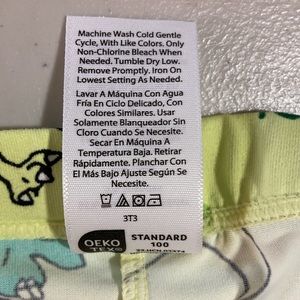 Machine Wash Cold Gentle
Cycle, With Like Colors. Only
Non-Chlorine Bleach When
Needed. Tumble Dry Low.
Remove Promptly. Iron On
Lowest Setting As Needed.
Lavar A Máquina Con Agua
Fría En Ciclo Delicado, Con
Colores Similares. Usar
Solamente Blanqueador Sin
Cloro Cuando Se Necesite.
Secar En Máquina A
Temperatura Baja. Retirar
Rápidamente. Planchar Con
El Más Bajo Ajuste Según Se
Necesite.
3T3
OEKO
TEX®
STANDARD
100